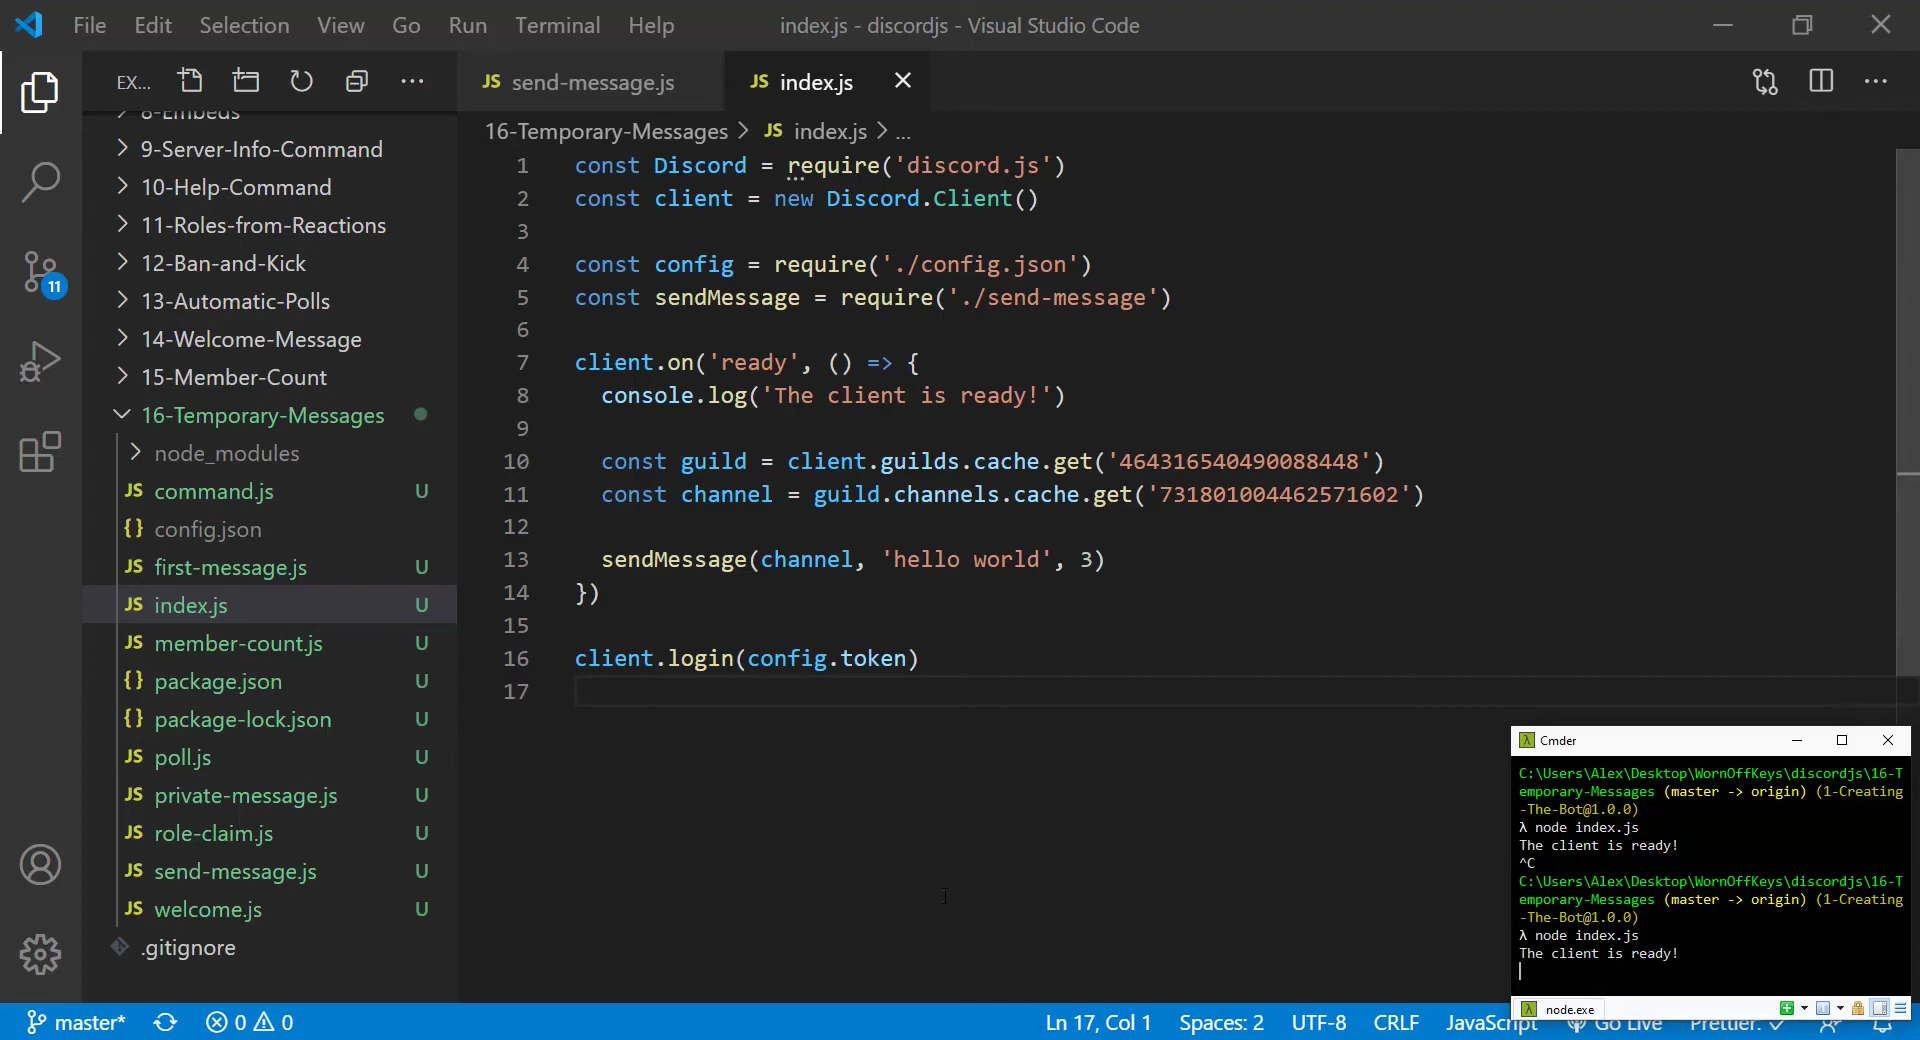 File Edit Selection View Go Run Terminal Help
index.js - discordjs - Visual Studio Code
EX...
send-message.js
index.js
8-Embeds
9-Server-Info-Command
10-Help-Command
11-Roles-from-Reactions
12-Ban-and-Kick
13-Automatic-Polls
14-Welcome-Message
15-Member-Count
16-Temporary-Messages
node_modules
JS command.js U
{} config.json
JS first-message.js U
JS index.js U
JS member-count.js U
{} package.json U
{} package-lock.json U
JS poll.js U
JS private-message.js U
JS role-claim.js U
JS send-message.js U
JS welcome.js U
.gitignore
11
16-Temporary-Messages > JS index.js > ...
1 const Discord = require('discord.js')
2 const client = new Discord.Client()
3
4 const config = require('./config.json')
5 const sendMessage = require('./send-message')
6
7 client.on('ready', () => {
8 console.log('The client is ready!')
9
10 const guild = client.guilds.cache.get('464316540490088448')
11 const channel = guild.channels.cache.get('731801004462571602')
12
13 sendMessage(channel, 'hello world', 3)
14 })
15
16 client.login(config.token)
17
Cmder
C:\Users\Alex\Desktop\WornOffKeys\discordjs\16-T
emporary-Messages (master -> origin) (1-Creating
-The-Bot@1.0.0)
λ node index.js
The client is ready!
^C
C:\Users\Alex\Desktop\WornOffKeys\discordjs\16-T
emporary-Messages (master -> origin) (1-Creating
-The-Bot@1.0.0)
λ node index.js
The client is ready!
node.exe
master* 0 0 Ln 17, Col 1 Spaces: 2 UTF-8 CRLF JavaScript Go Live Prettier: ✓